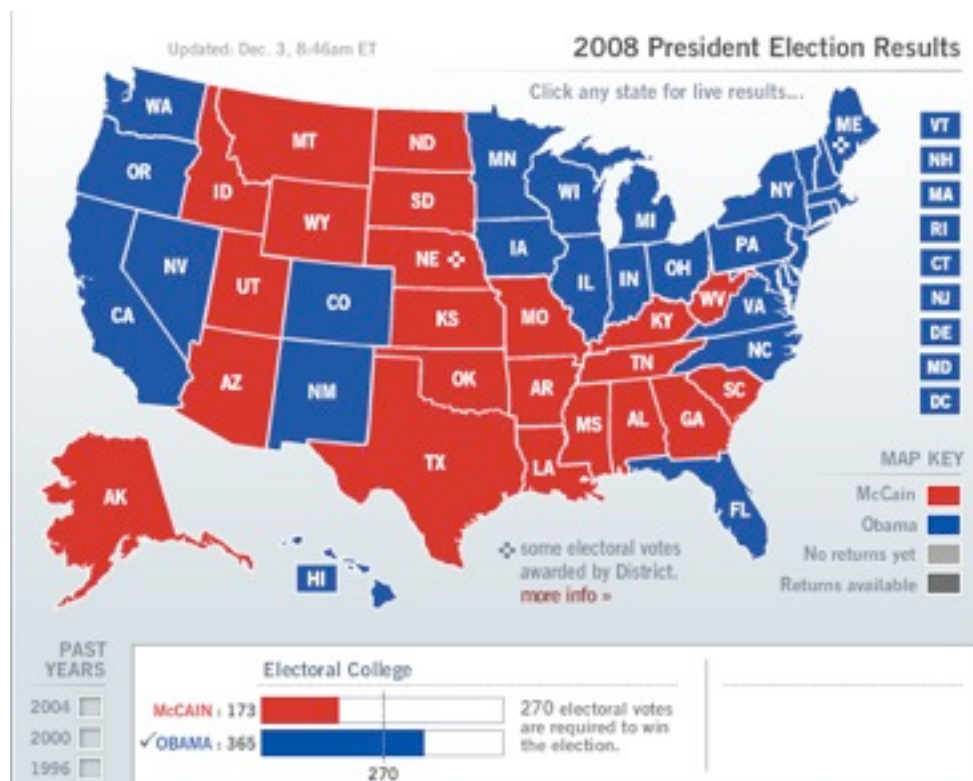 Updated: Dec. 3, 8:46am ET
2008 President Election Results
Click any state for live results...
WA
MT
ND
MN
ME
VT
OR
ID
SD
WI
NY
NH
WY
MI
MA
NE
IA
PA
RI
NV
UT
CO
IL
IN
OH
CT
CA
KS
MO
KY
WV
VA
NJ
AZ
NM
OK
AR
TN
NC
DE
MD
MS
AL
GA
SC
DC
TX
LA
FL
AK
HI
MAP KEY
McCain
Obama
No returns yet
Returns available
some electoral votes
awarded by District.
more info »
PAST
YEARS
2004
2000
1996
Electoral College
McCAIN : 173
✓OBAMA : 365
270
270 electoral votes
are required to win
the election.